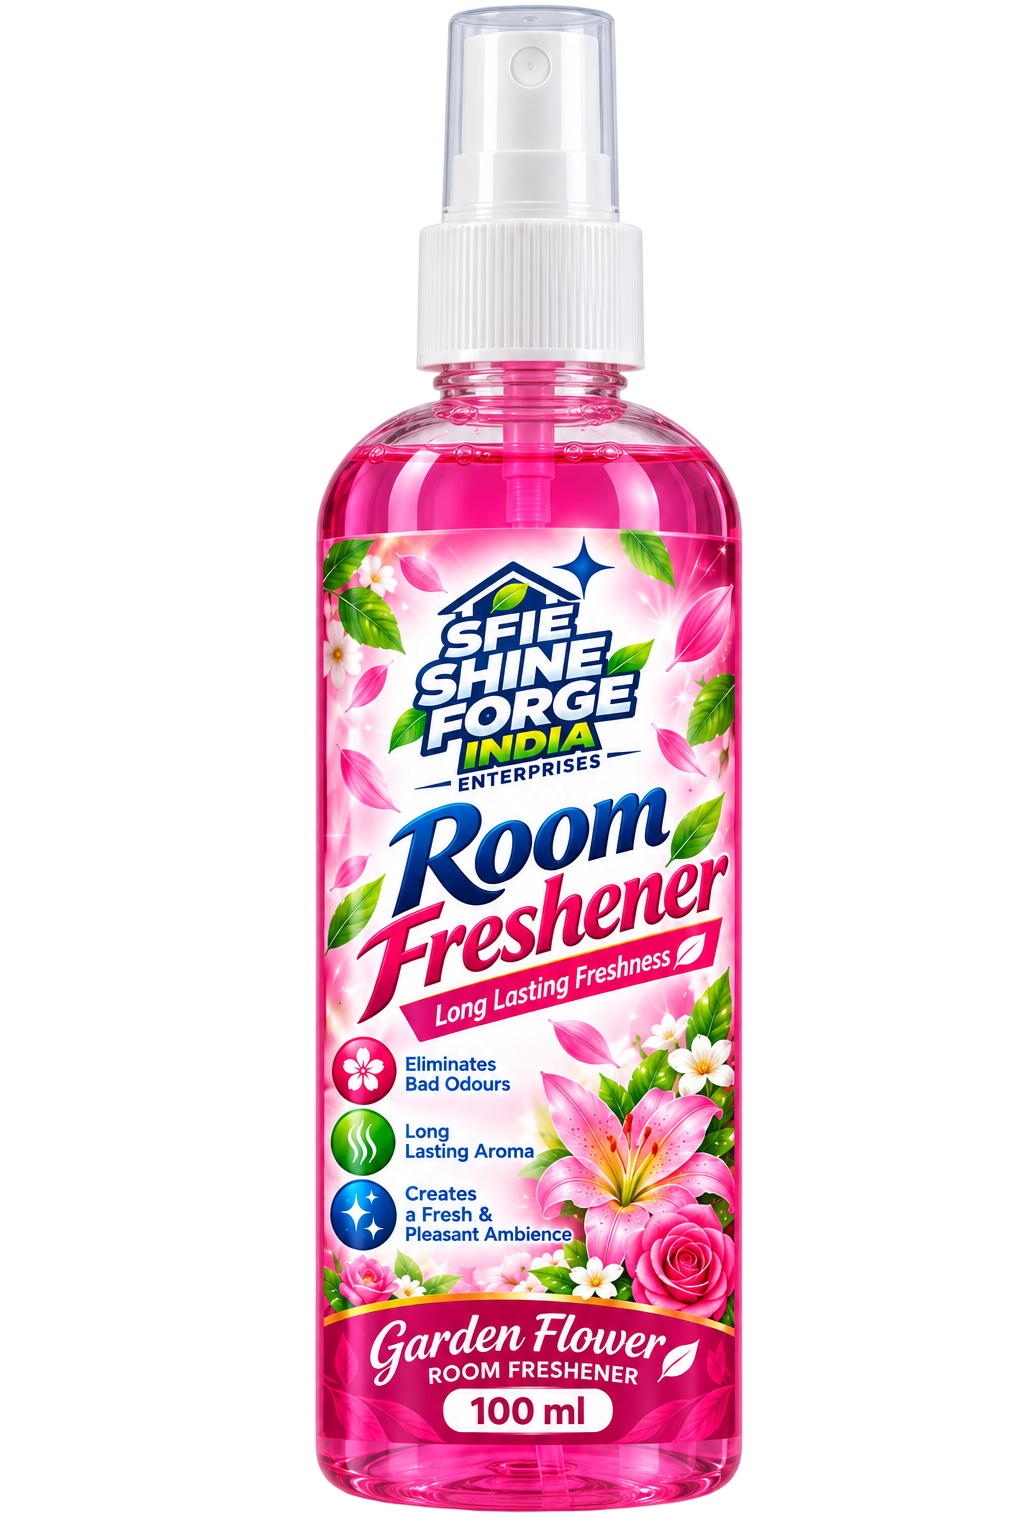 SFIE
SHINE
FORGE
INDIA
ENTERPRISES
Room
Freshener
Long Lasting Freshness
Eliminates
Bad Odours
Long
Lasting Aroma
Creates
a Fresh &
Pleasant Ambience
Garden Flower
ROOM FRESHENER
100 ml